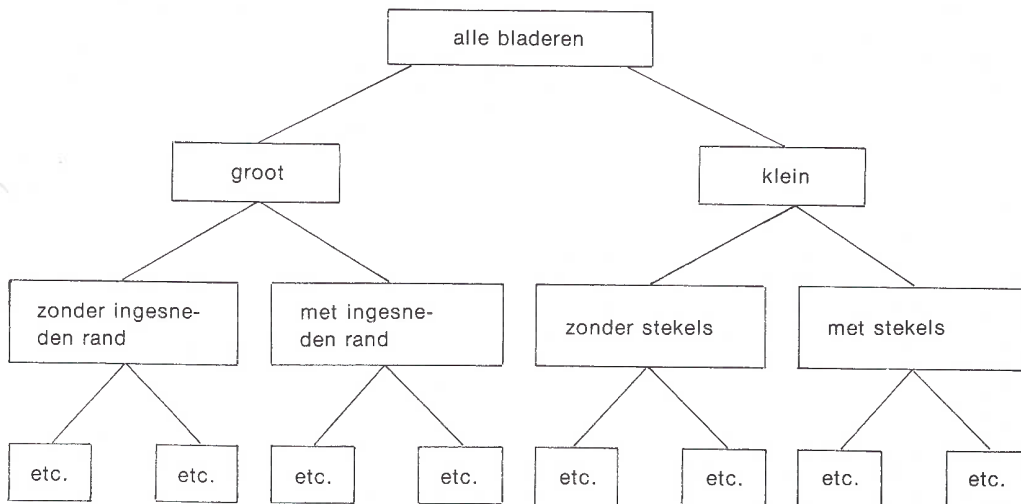 alle bladeren
groot
klein
zonder ingesne-
den rand
met ingesne-
den rand
zonder stekels
met stekels
etc.
etc.
etc.
etc.
etc.
etc.
etc.
etc.